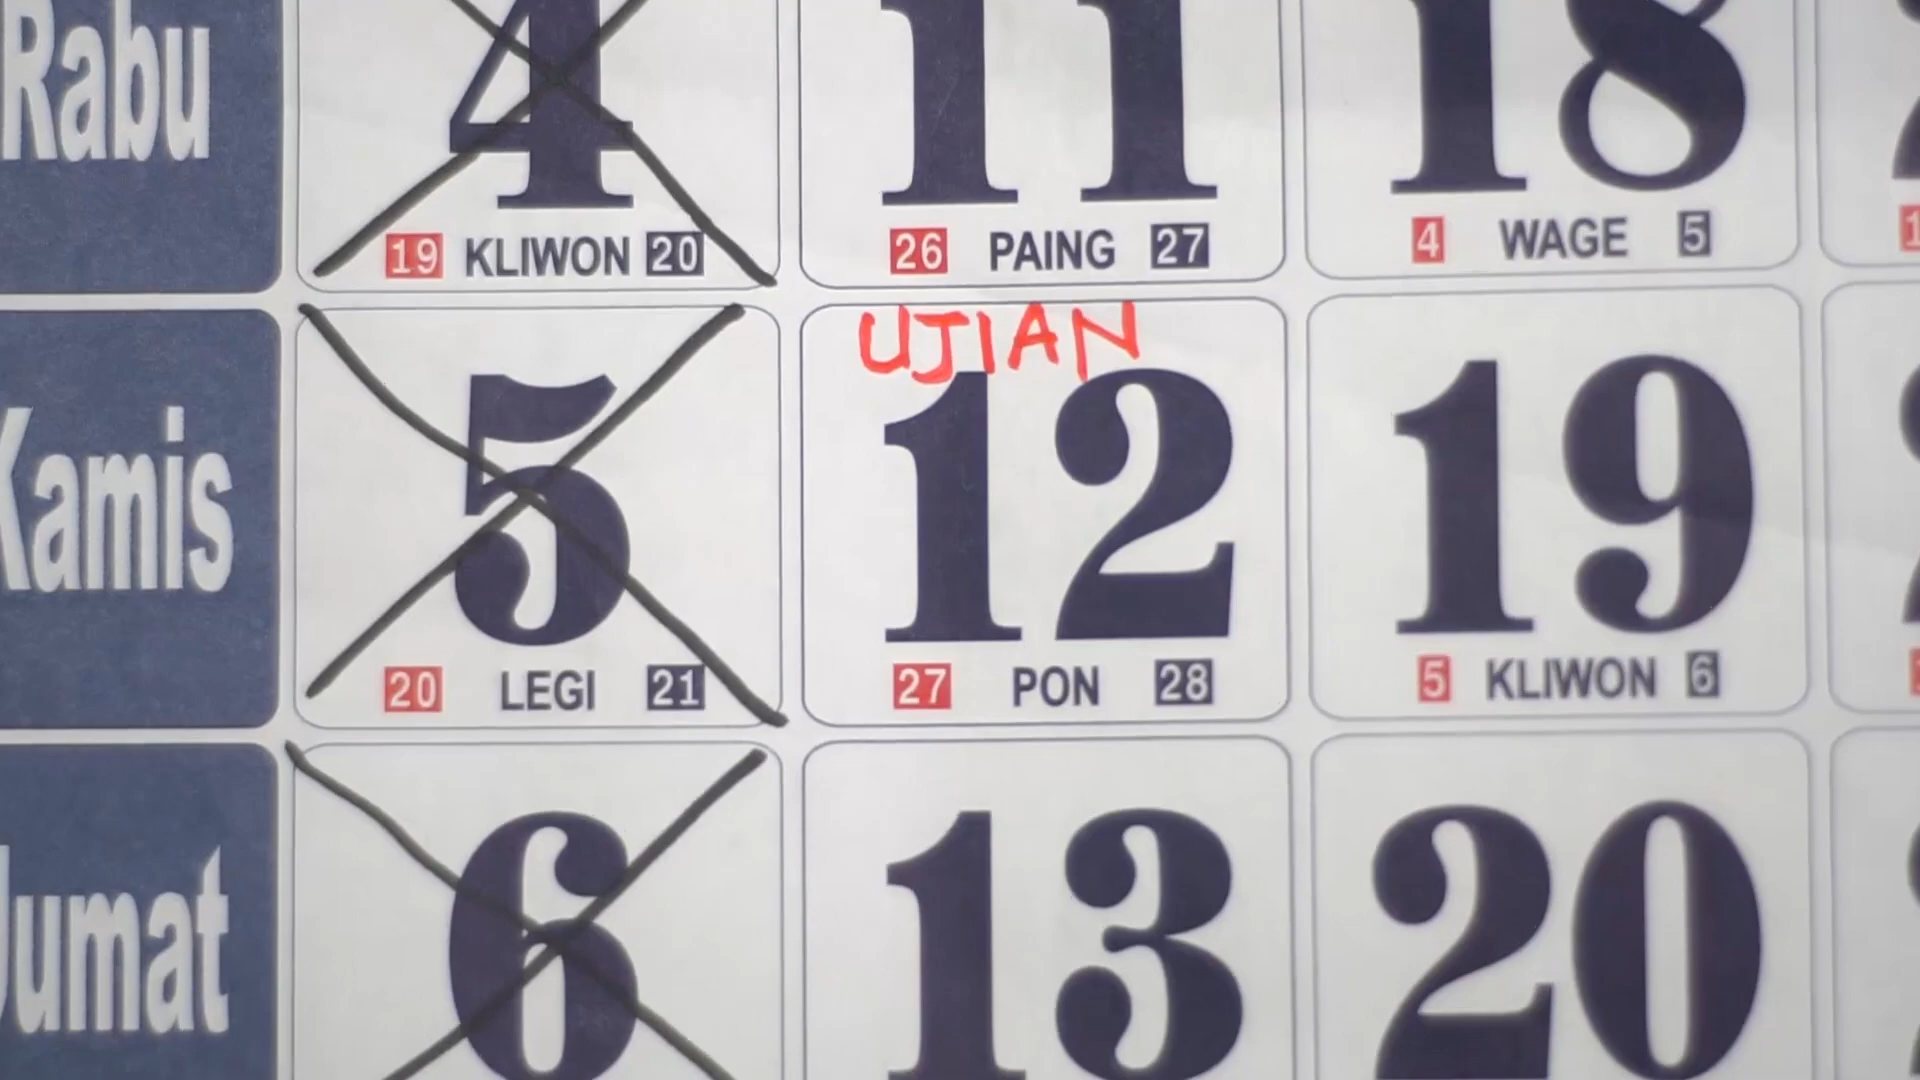 Rabu
4
11
18
19 KLIWON 20
26 PAING 27
4 WAGE 5
Kamis
5
UJIAN
12
19
20 LEGI 21
27 PON 28
5 KLIWON 6
Jumat
6
13
20